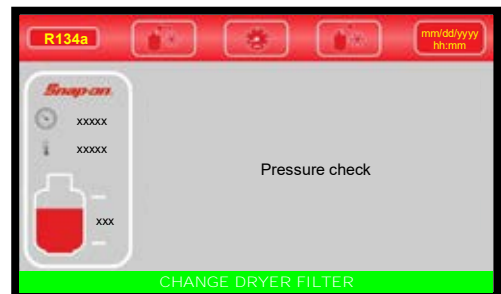 R134a
mm/dd/yyyy
hh:mm
Snap-on
xxxxx
xxxxx
xxx
Pressure check
CHANGE DRYER FILTER